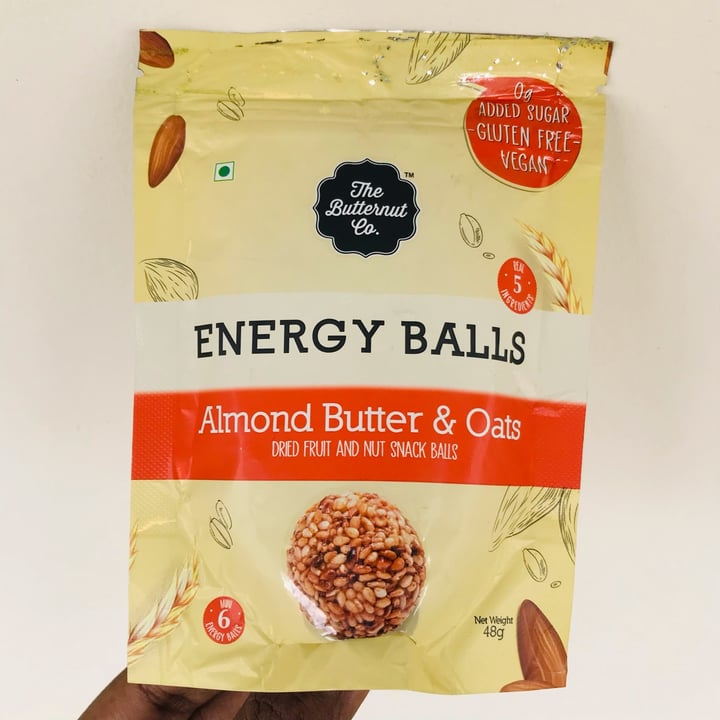 0g
ADDED SUGAR
-GLUTEN FREE-
VEGAN
The
Butternut
Co.
TM
REAL
5
INGREDIENTS
ENERGY BALLS
Almond Butter & Oats
DRIED FRUIT AND NUT SNACK BALLS
MINI
6
ENERGY BALLS
Net Weight
48g